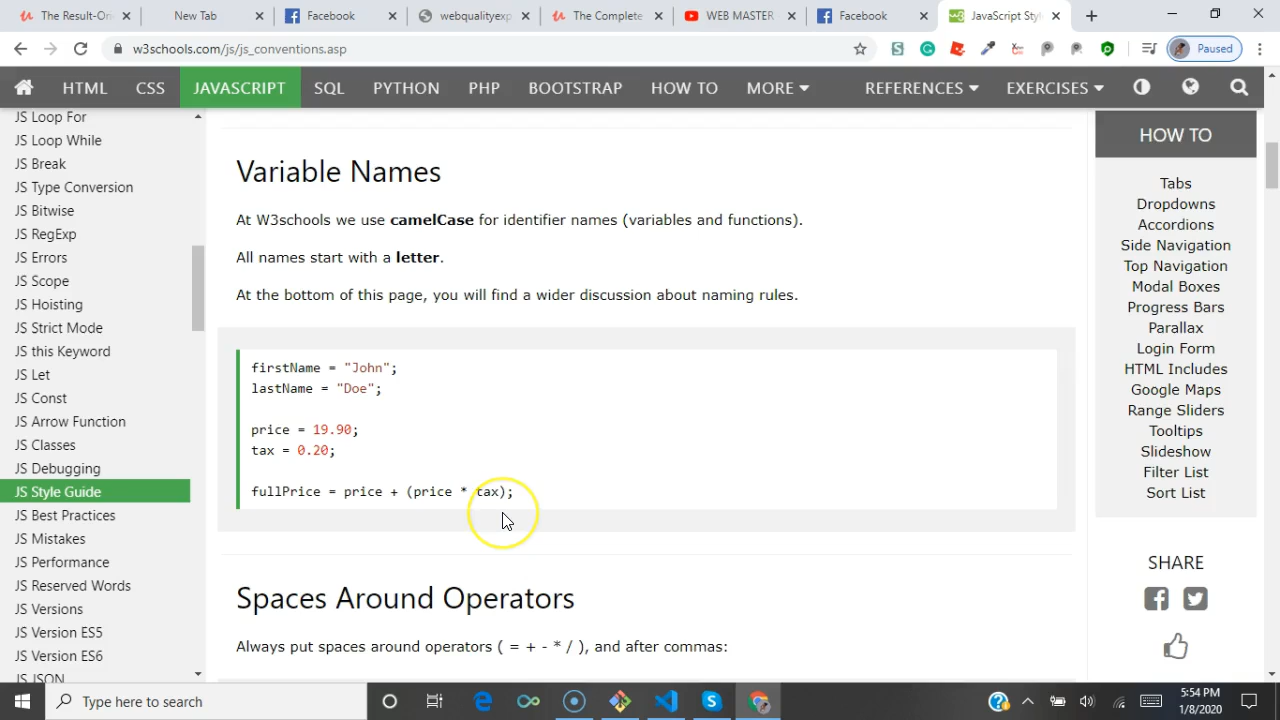 The Result-On
New Tab
Facebook
webqualityexp
The Complete
WEB MASTER
Facebook
JavaScript Sty
w3schools.com/js/js_conventions.asp
Paused
HTML
CSS
JAVASCRIPT
SQL
PYTHON
PHP
BOOTSTRAP
HOW TO
MORE
REFERENCES
EXERCISES
JS Loop For
JS Loop While
JS Break
JS Type Conversion
JS Bitwise
JS RegExp
JS Errors
JS Scope
JS Hoisting
JS Strict Mode
JS this Keyword
JS Let
JS Const
JS Arrow Function
JS Classes
JS Debugging
JS Style Guide
JS Best Practices
JS Mistakes
JS Performance
JS Reserved Words
JS Versions
JS Version ES5
JS Version ES6
JS JSON
Variable Names
At W3schools we use camelCase for identifier names (variables and functions).
All names start with a letter.
At the bottom of this page, you will find a wider discussion about naming rules.
firstName = "John";
lastName = "Doe";
price = 19.90;
tax = 0.20;
fullPrice = price + (price * tax);
Spaces Around Operators
Always put spaces around operators ( = + - * / ), and after commas:
HOW TO
Tabs
Dropdowns
Accordions
Side Navigation
Top Navigation
Modal Boxes
Progress Bars
Parallax
Login Form
HTML Includes
Google Maps
Range Sliders
Tooltips
Slideshow
Filter List
Sort List
SHARE
Type here to search
5:54 PM
1/8/2020